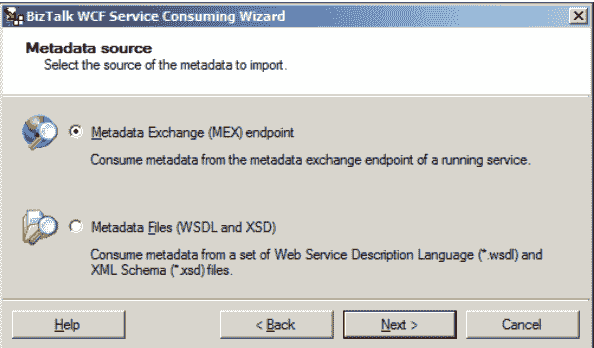 BizTalk WCF Service Consuming Wizard
Metadata source
Select the source of the metadata to import.
Metadata Exchange (MEX) endpoint
Consume metadata from the metadata exchange endpoint of a running service.
Metadata Files (WSDL and XSD)
Consume metadata from a set of Web Service Description Language (*.wsdl) and
XML Schema (*.xsd) files.
Help
< Back
Next >
Cancel